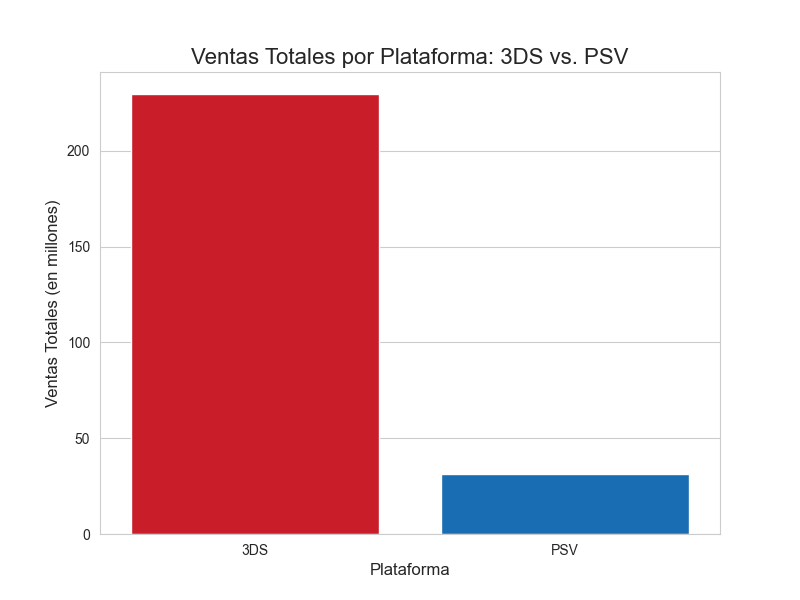 Ventas Totales por Plataforma: 3DS vs. PSV
Ventas Totales (en millones)
200
150
100
50
0
3DS PSV
Plataforma